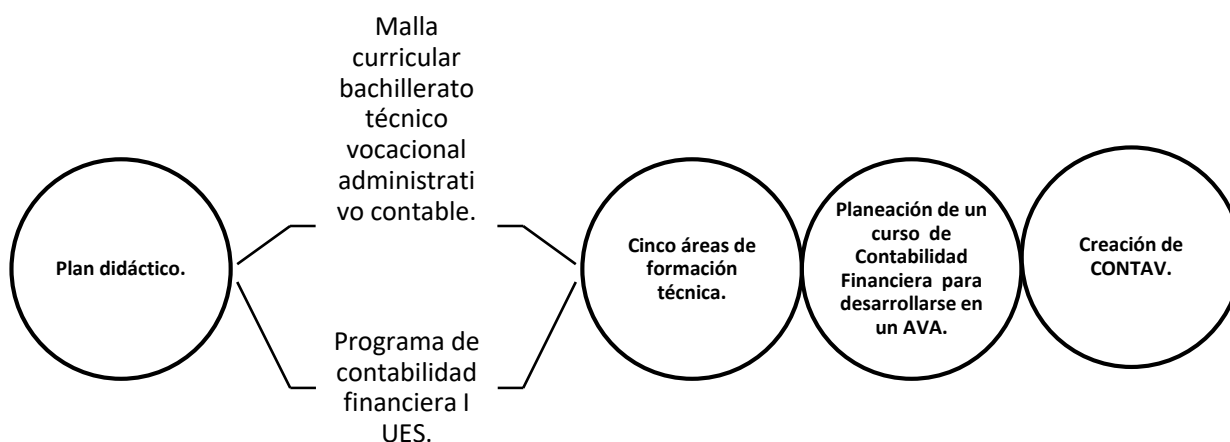 Plan didáctico.
Malla
curricular
bachillerato
técnico
vocacional
administrati
vo contable.
Programa de
contabilidad
financiera I
UES.
Cinco áreas de
formación
técnica.
Planeación de un
curso de
Contabilidad
Financiera para
desarrollarse en
un AVA.
Creación de
CONTAV.